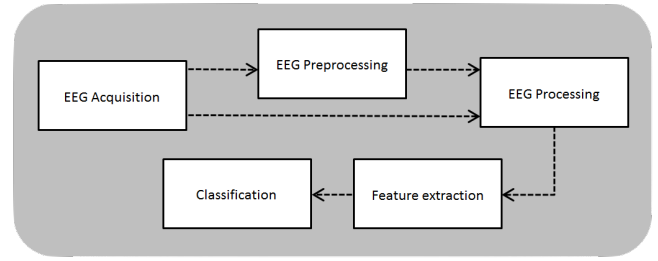 EEG Acquisition
EEG Preprocessing
EEG Processing
Feature extraction
Classification